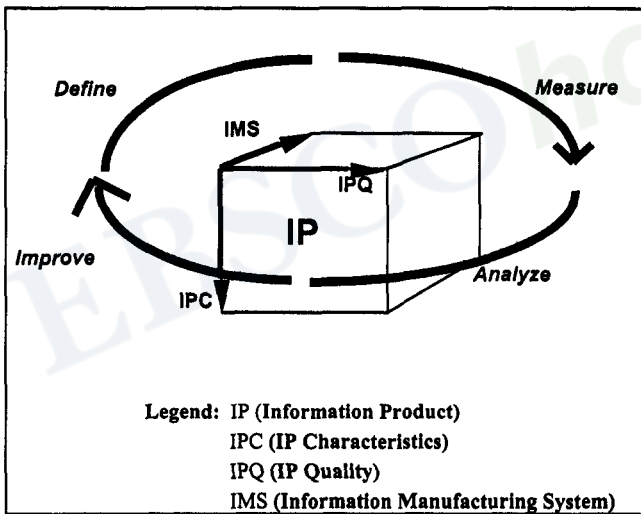 Define
Measure
IMS
IPQ
IP
Improve
IPC
Analyze
Legend: IP (Information Product)
IPC (IP Characteristics)
IPQ (IP Quality)
IMS (Information Manufacturing System)
EBSCOho